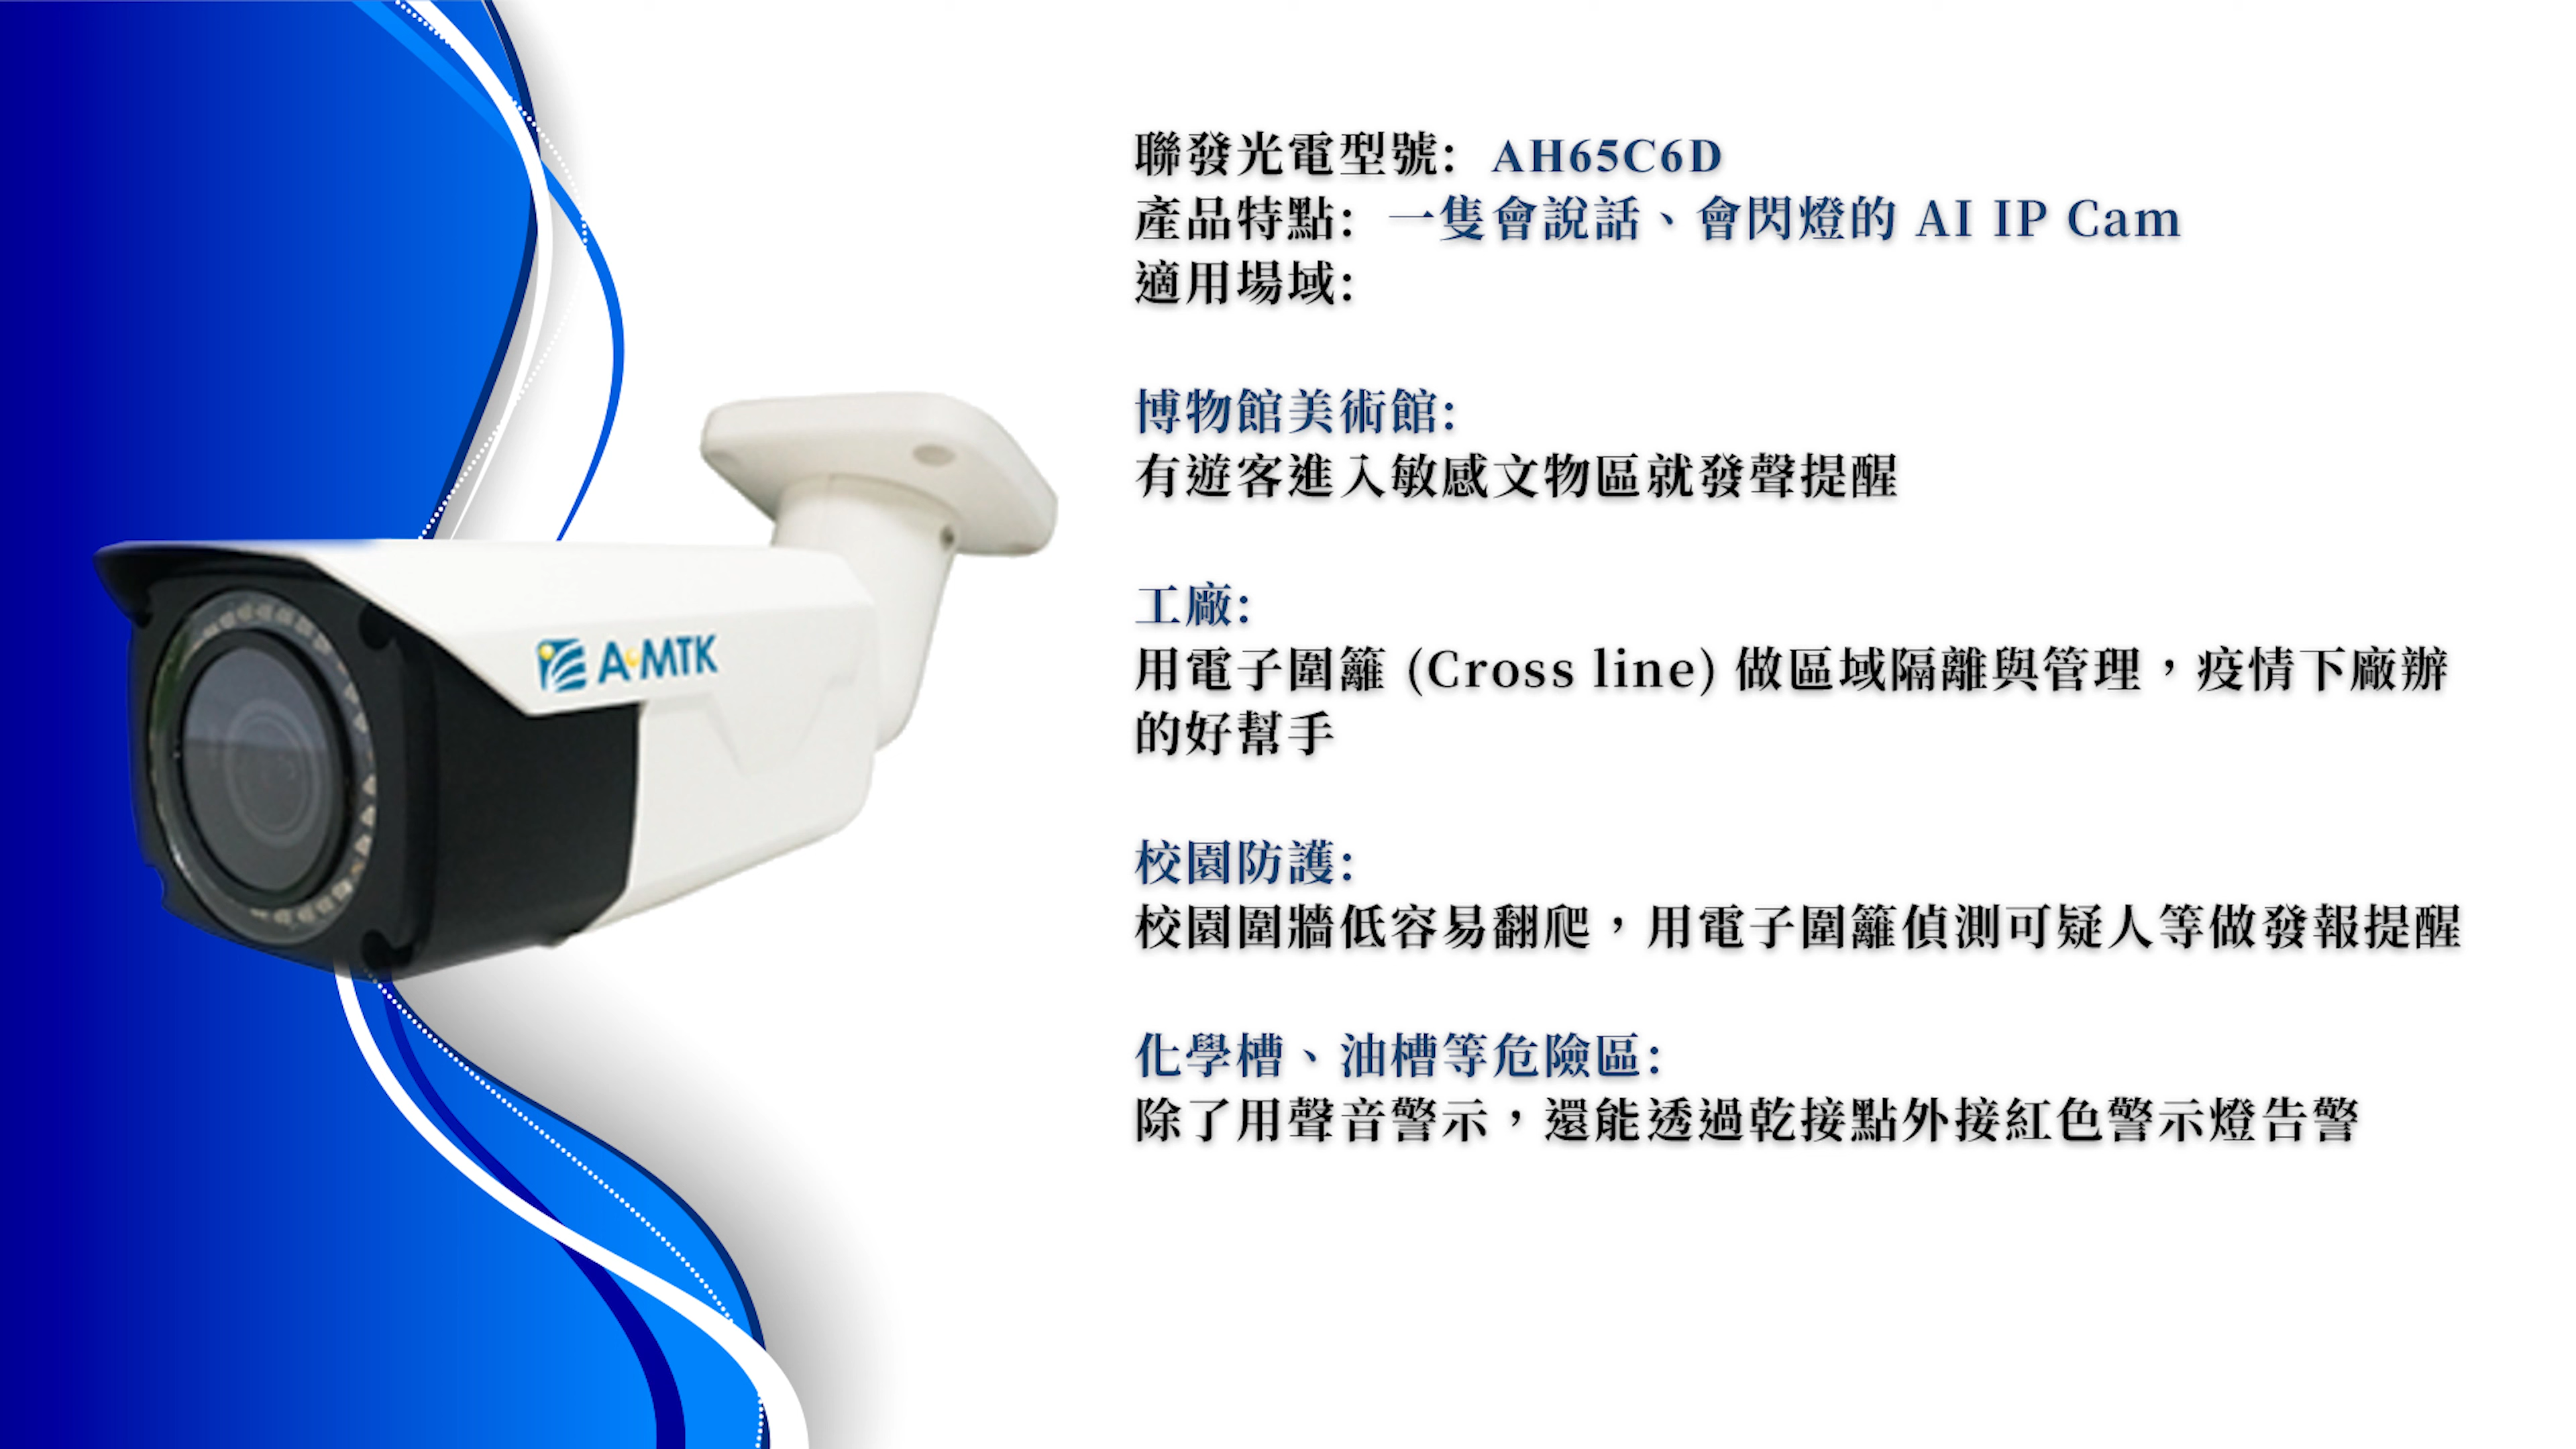 聯發光電型號: AH65C6D
產品特點: 一隻會說話、會閃燈的 AI IP Cam
適用場域:
博物館美術館:
有遊客進入敏感文物區就發聲提醒
工廠:
用電子圍籬 (Cross line) 做區域隔離與管理，疫情下廠辦
的好幫手
校園防護:
校園圍牆低容易翻爬，用電子圍籬偵測可疑人等做發報提醒
化學槽、油槽等危險區:
除了用聲音警示，還能透過乾接點外接紅色警示燈告警
A-MTK